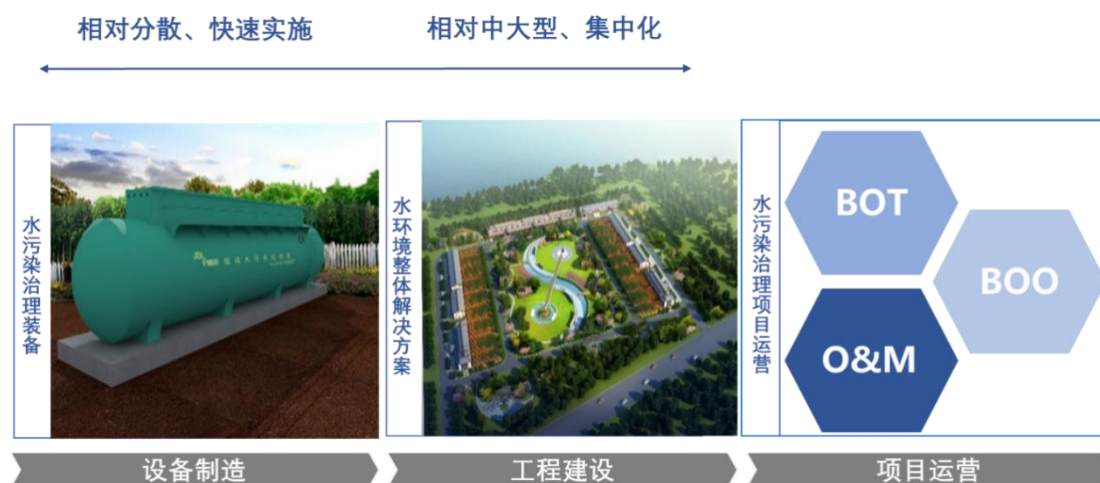 相对分散、快速实施
相对中大型、集中化
水污染治理装备
JDL
FMBR
水环境整体解决方案
水污染治理项目运营
BOT
BOO
O&M
设备制造
工程建设
项目运营